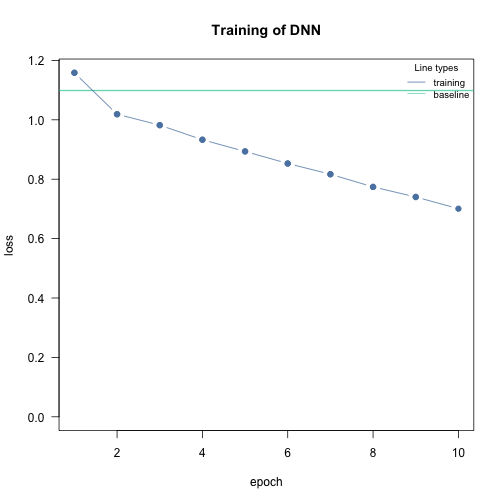 Training of DNN
Line types
training
baseline
1.2
1.0
0.8
0.6
0.4
0.2
0.0
loss
2
4
6
8
10
epoch